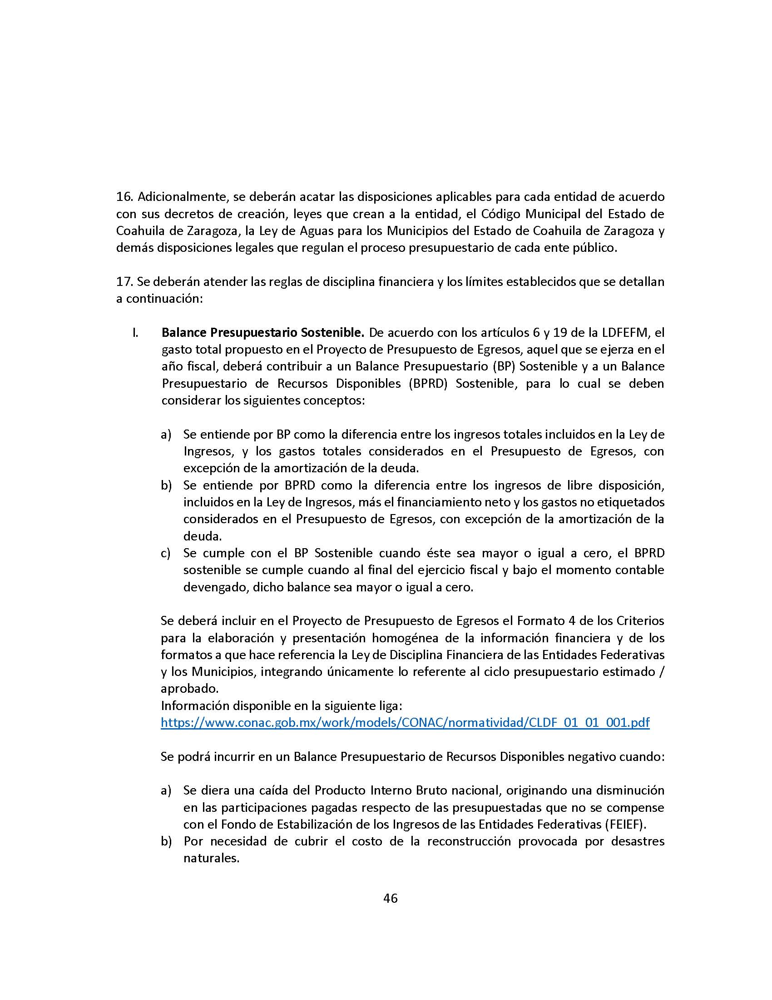 16. Adicionalmente, se deberán acatar las disposiciones aplicables para cada entidad de acuerdo
con sus decretos de creación, leyes que crean a la entidad, el Código Municipal del Estado de
Coahuila de Zaragoza, la Ley de Aguas para los Municipios del Estado de Coahuila de Zaragoza y
demás disposiciones legales que regulan el proceso presupuestario de cada ente público.
17. Se deberán atender las reglas de disciplina financiera y los límites establecidos que se detallan
a continuación:
I. Balance Presupuestario Sostenible. De acuerdo con los artículos 6 y 19 de la LDFEFM, el
gasto total propuesto en el Proyecto de Presupuesto de Egresos, aquel que se ejerza en el
año fiscal, deberá contribuir a un Balance Presupuestario (BP) Sostenible y a un Balance
Presupuestario de Recursos Disponibles (BPRD) Sostenible, para lo cual se deben
considerar los siguientes conceptos:
a) Se entiende por BP como la diferencia entre los ingresos totales incluidos en la Ley de
Ingresos, y los gastos totales considerados en el Presupuesto de Egresos, con
excepción de la amortización de la deuda.
b) Se entiende por BPRD como la diferencia entre los ingresos de libre disposición,
incluidos en la Ley de Ingresos, más el financiamiento neto y los gastos no etiquetados
considerados en el Presupuesto de Egresos, con excepción de la amortización de la
deuda.
c) Se cumple con el BP Sostenible cuando éste sea mayor o igual a cero, el BPRD
sostenible se cumple cuando al final del ejercicio fiscal y bajo el momento contable
devengado, dicho balance sea mayor o igual a cero.
Se deberá incluir en el Proyecto de Presupuesto de Egresos el Formato 4 de los Criterios
para la elaboración y presentación homogénea de la información financiera y de los
formatos a que hace referencia la Ley de Disciplina Financiera de las Entidades Federativas
y los Municipios, integrando únicamente lo referente al ciclo presupuestario estimado /
aprobado.
Información disponible en la siguiente liga:
https://www.conac.gob.mx/work/models/CONAC/normatividad/CLDF_01_01_001.pdf
Se podrá incurrir en un Balance Presupuestario de Recursos Disponibles negativo cuando:
a) Se diera una caída del Producto Interno Bruto nacional, originando una disminución
en las participaciones pagadas respecto de las presupuestadas que no se compense
con el Fondo de Estabilización de los Ingresos de las Entidades Federativas (FEIEF).
b) Por necesidad de cubrir el costo de la reconstrucción provocada por desastres
naturales.
46